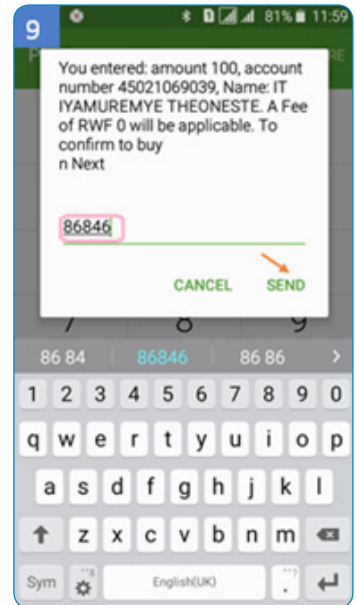 9
81% 11:59
P RE
You entered: amount 100, account
number 45021069039, Name: IT
IYAMUREMYE THEONESTE. A Fee
of RWF 0 will be applicable. To
confirm to buy
n Next
86846
CANCEL SEND
7 8 9
86 84 86846 86 86 >
1 2 3 4 5 6 7 8 9 0
q w e r t y u i o p
a s d f g h j k l
z x c v b n m
Sym English(UK) .